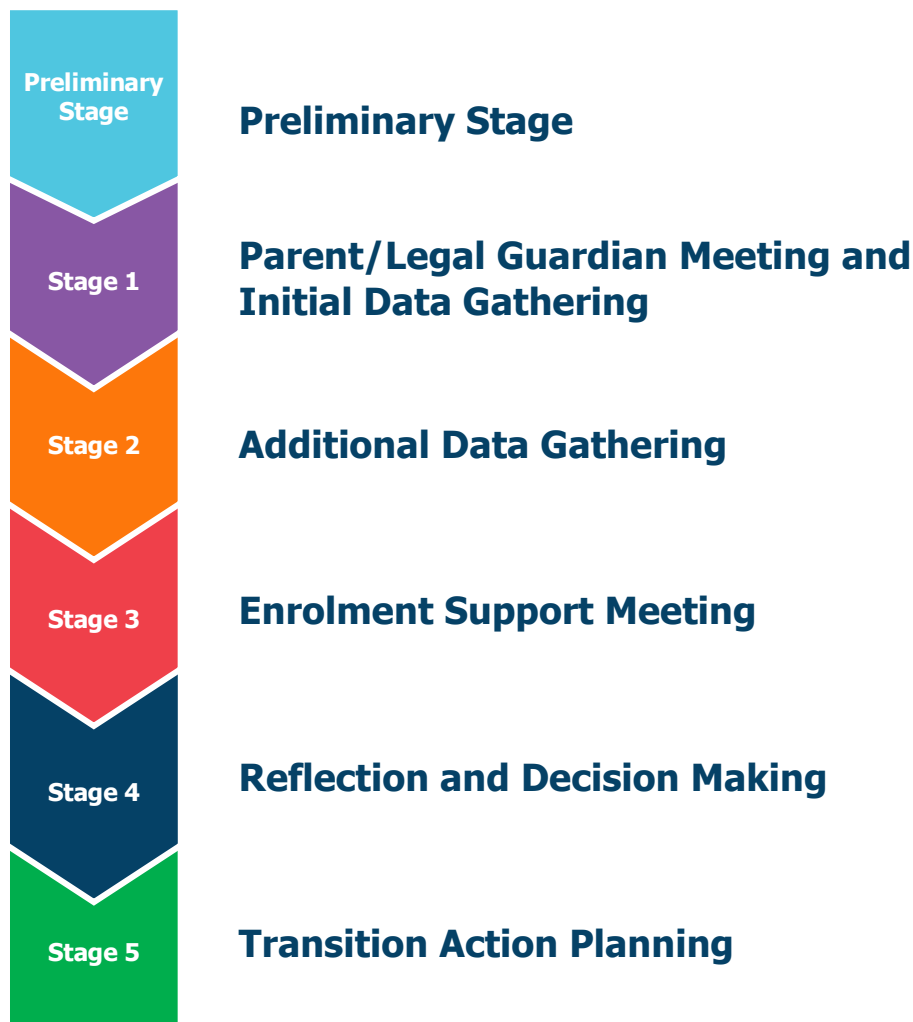 Preliminary
Stage
Preliminary Stage
Stage 1
Parent/Legal Guardian Meeting and
Initial Data Gathering
Stage 2
Additional Data Gathering
Stage 3
Enrolment Support Meeting
Stage 4
Reflection and Decision Making
Stage 5
Transition Action Planning